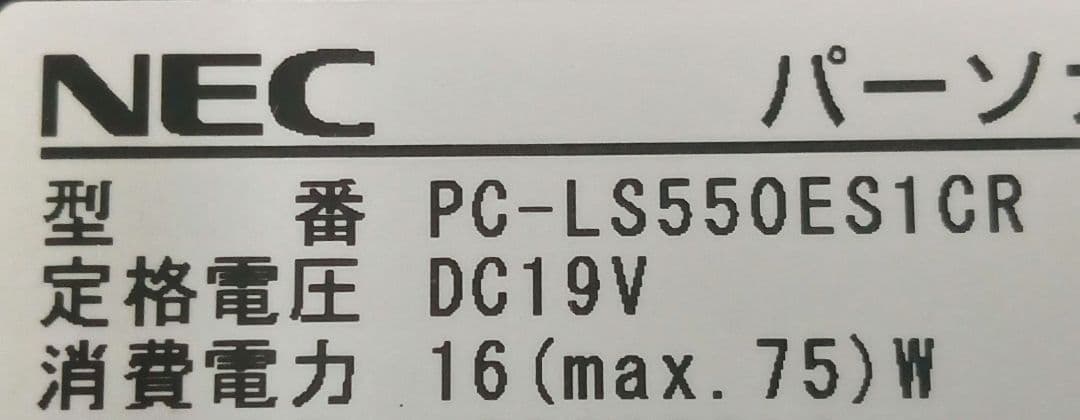 NEC パーソ
型番 PC-LS550ES1CR
定格電圧 DC19V
消費電力 16(max.75)W